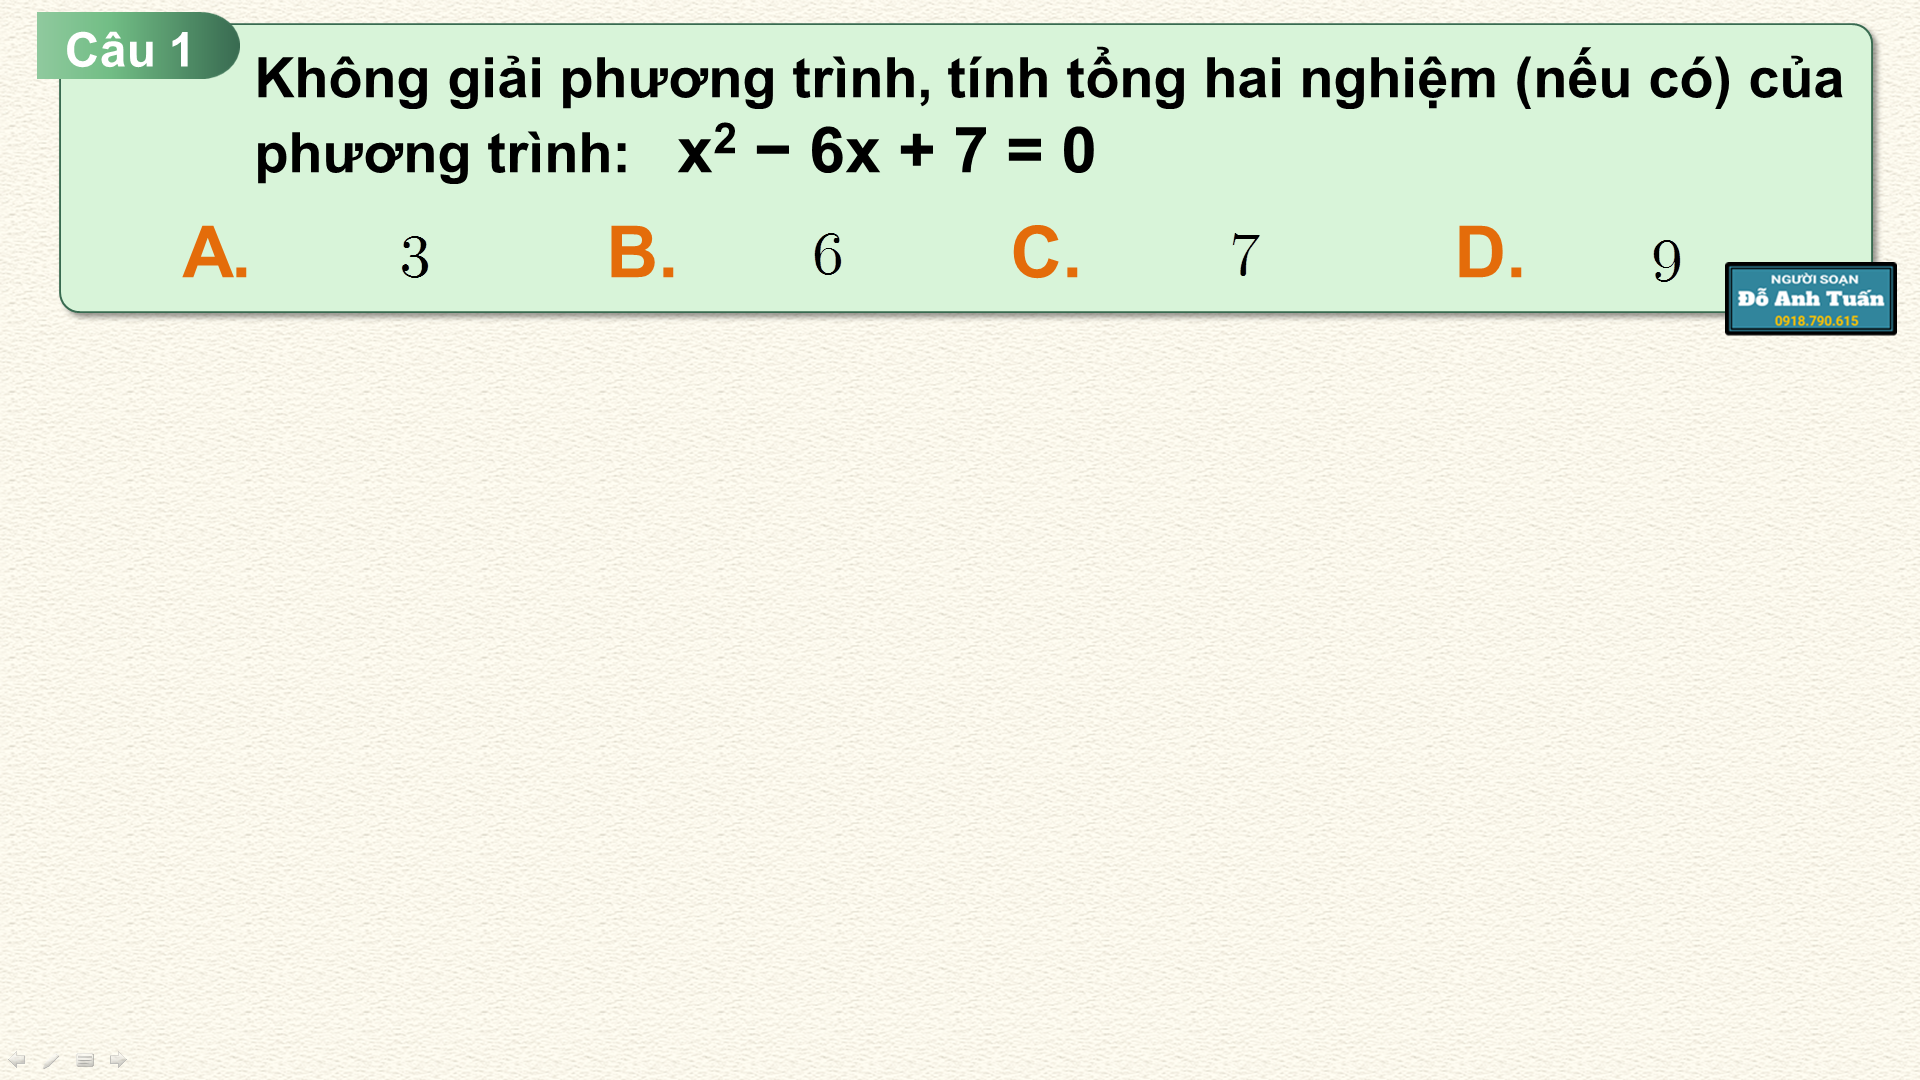 Câu 1
Không giải phương trình, tính tổng hai nghiệm (nếu có) của
phương trình: x² − 6x + 7 = 0
A. 3 B. 6 C. 7 D. 9
NGƯỜI SOẠN
Đỗ Anh Tuấn
0918.790.615